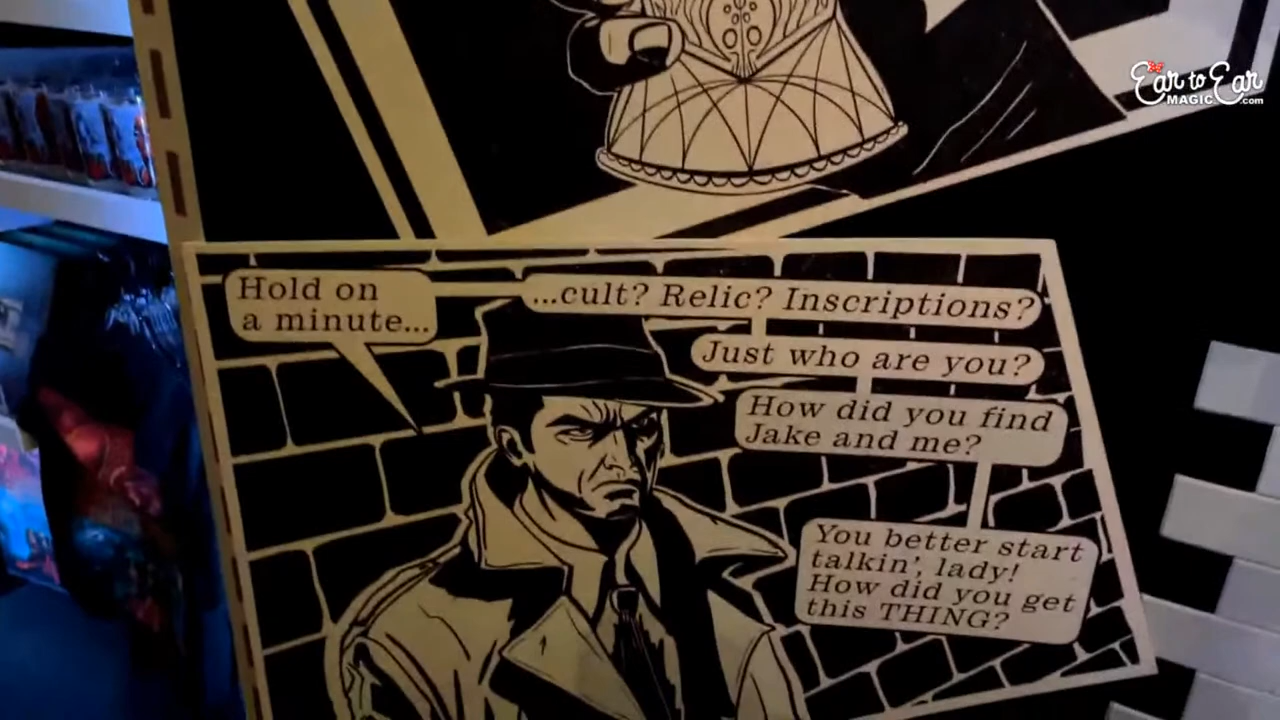 Ear to Ear
MAGIC.com
Hold on
a minute...
...cult? Relic? Inscriptions?
Just who are you?
How did you find
Jake and me?
You better start
talkin', lady!
How did you get
this THING?